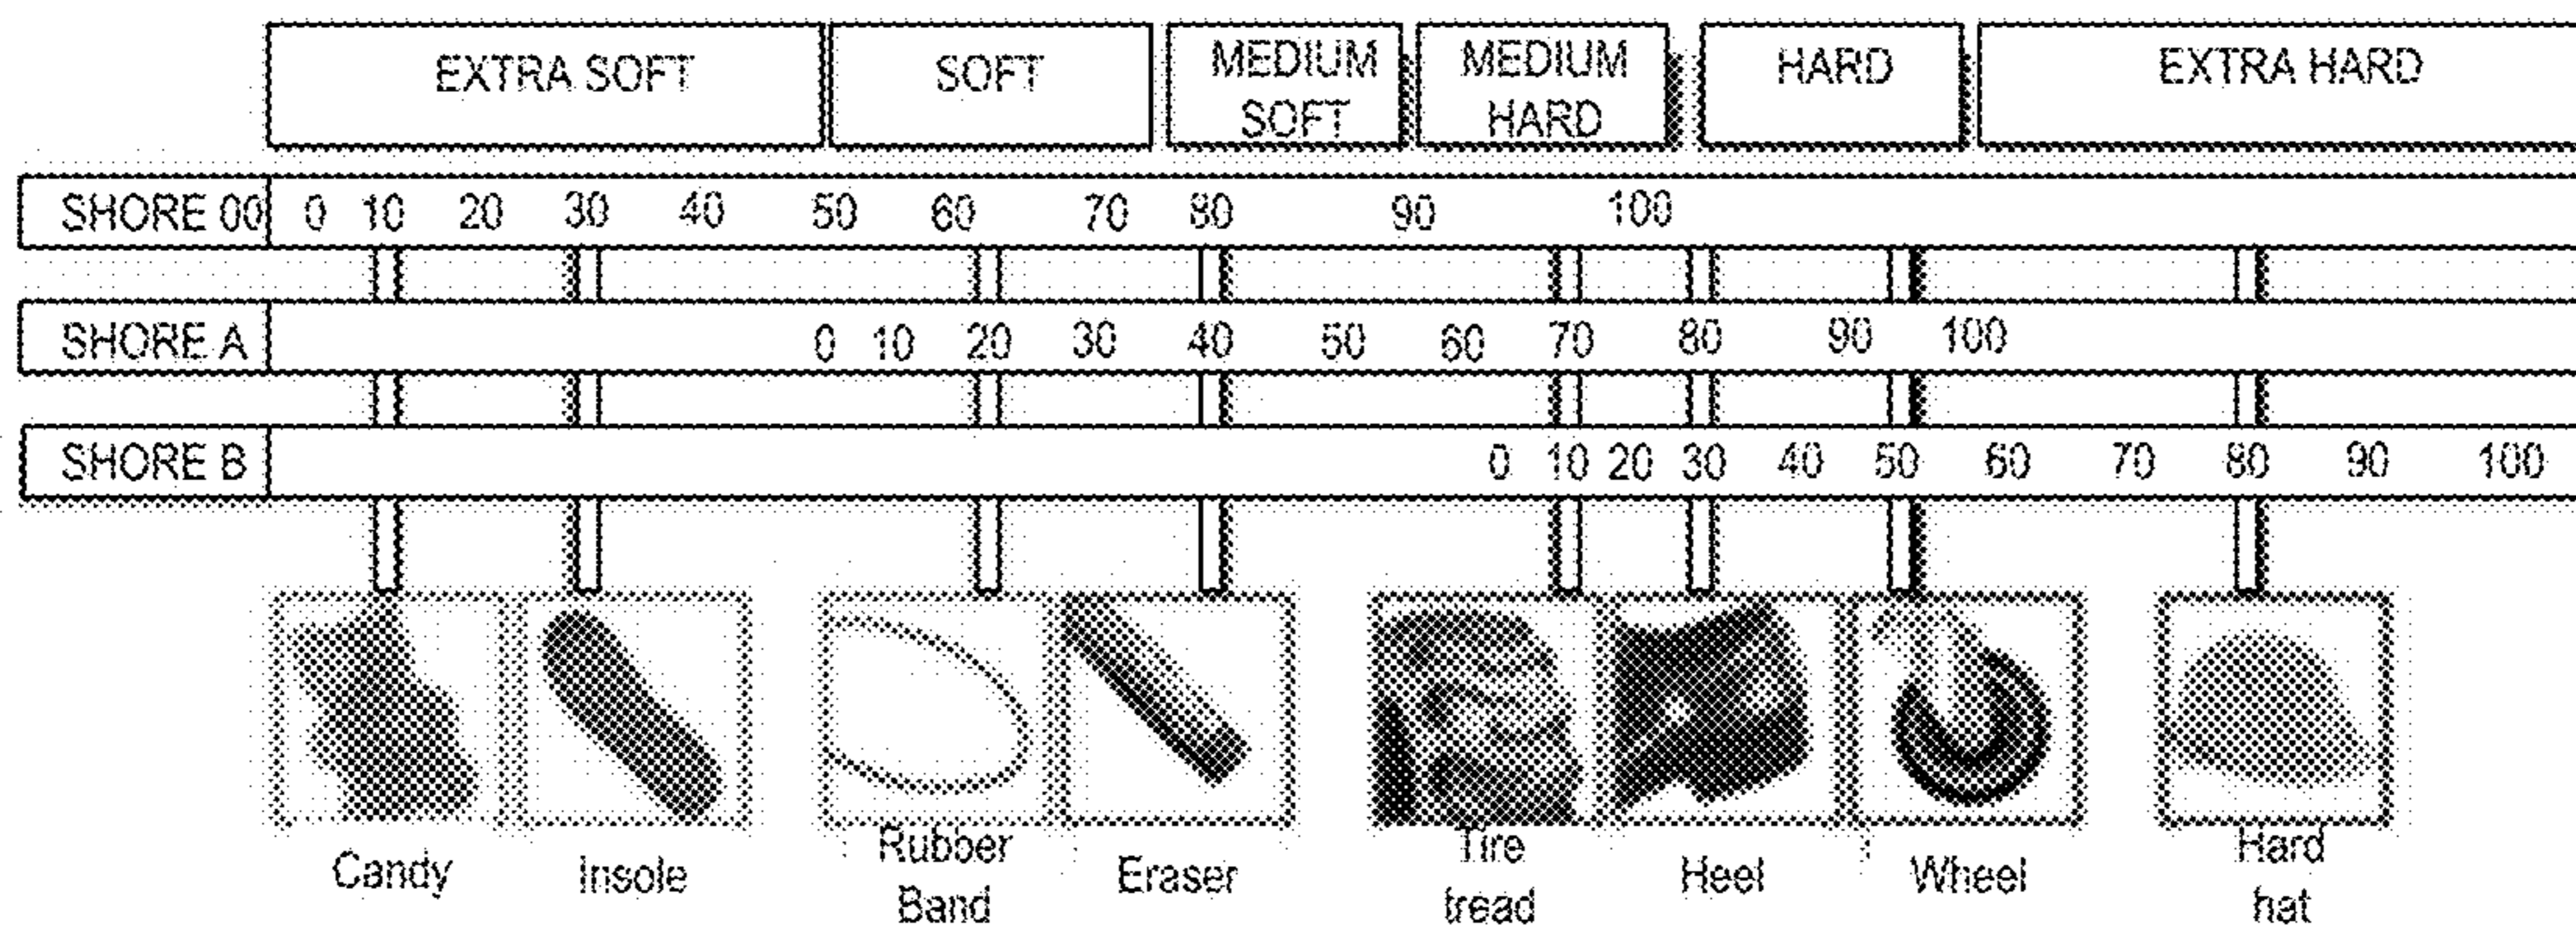 EXTRA SOFT
SOFT
MEDIUM
SOFT
MEDIUM
HARD
HARD
EXTRA HARD
SHORE 00 0 10 20 30 40 50 60 70 80 90 100
SHORE A 0 10 20 30 40 50 60 70 80 90 100
SHORE B 0 10 20 30 40 50 60 70 80 90 100
Candy
Insole
Rubber
Band
Eraser
Tire
tread
Heel
Wheel
Hard
hat